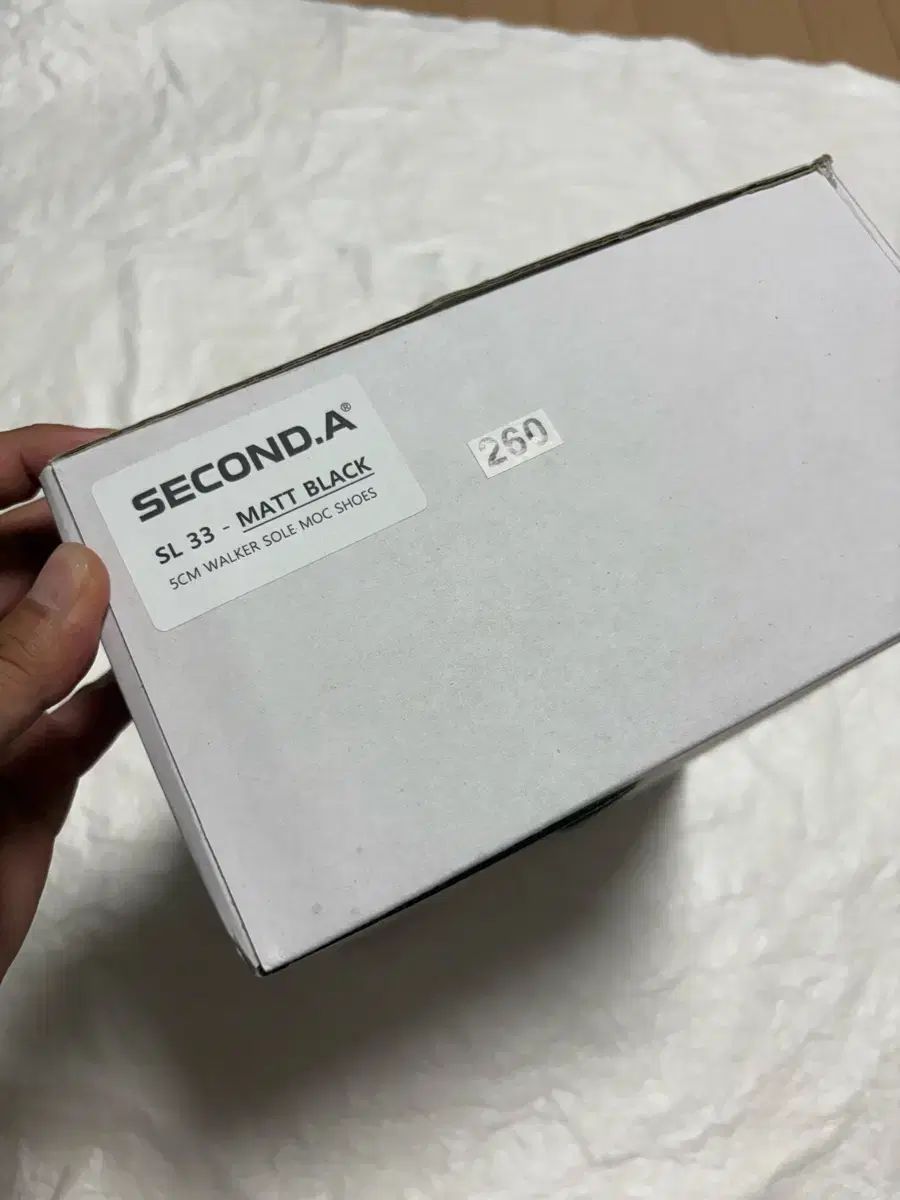 SECOND.A®
SL 33 - MATT BLACK
5CM WALKER SOLE MOC SHOES
260